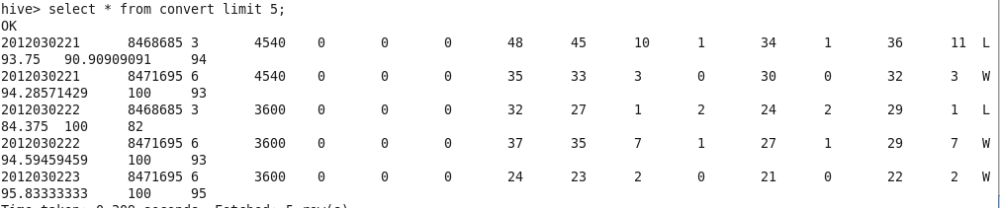 hive> select * from convert limit 5;
OK
2012030221 8468685 3 4540 0 0 0 48 45 10 1 34 1 36 11 L
93.75 90.90909091 94
2012030221 8471695 6 4540 0 0 0 35 33 3 0 30 0 32 3 W
94.28571429 100 93
2012030222 8468685 3 3600 0 0 0 32 27 1 2 24 2 29 1 L
84.375 100 82
2012030222 8471695 6 3600 0 0 0 37 35 7 1 27 1 29 7 W
94.59459459 100 93
2012030223 8471695 6 3600 0 0 0 24 23 2 0 21 0 22 2 W
95.83333333 100 95
Time taken: 0.209 seconds, Fetched: 5 row(s)